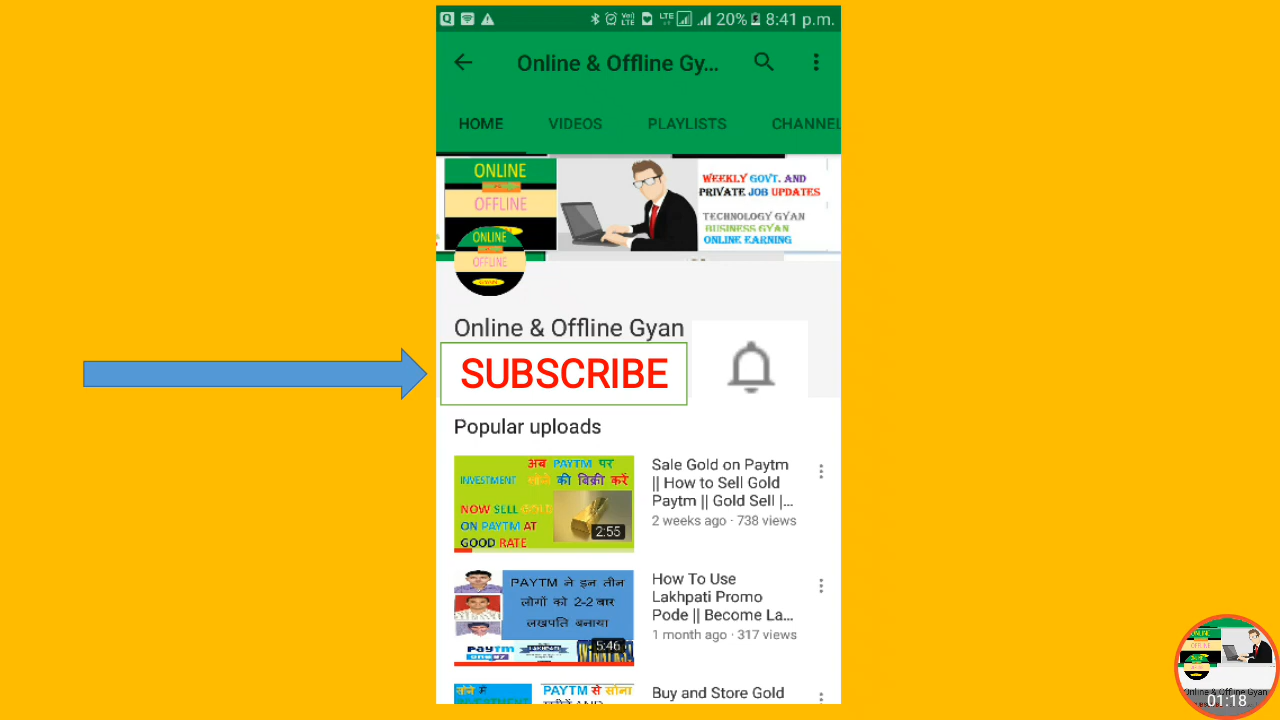 20% 8:41 p.m.
Online & Offline Gy...
HOME VIDEOS PLAYLISTS CHANNEL
ONLINE
OFFLINE
WEEKLY GOVT. AND
PRIVATE JOB UPDATES
TECHNOLOGY GYAN
BUSINESS GYAN
ONLINE EARNING
ONLINE
OFFLINE
Online & Offline Gyan
SUBSCRIBE
Popular uploads
अब PAYTM पर
INVESTMENT सोने की बिक्री करें
NOW SELL GOLD
ON PAYTM AT
GOOD RATE
2:55
Sale Gold on Paytm
|| How to Sell Gold
Paytm || Gold Sell |...
2 weeks ago · 738 views
PAYTM ने इन तीन
लोगों को 2-2 बार
लखपति बनाया
Paytm
5:46
How To Use
Lakhpati Promo
Pode || Become La...
1 month ago · 317 views
सोने में
PAYTM से सोना
Buy and Store Gold
ONLINE
OFFLINE
Online & Offline Gyan
01:18